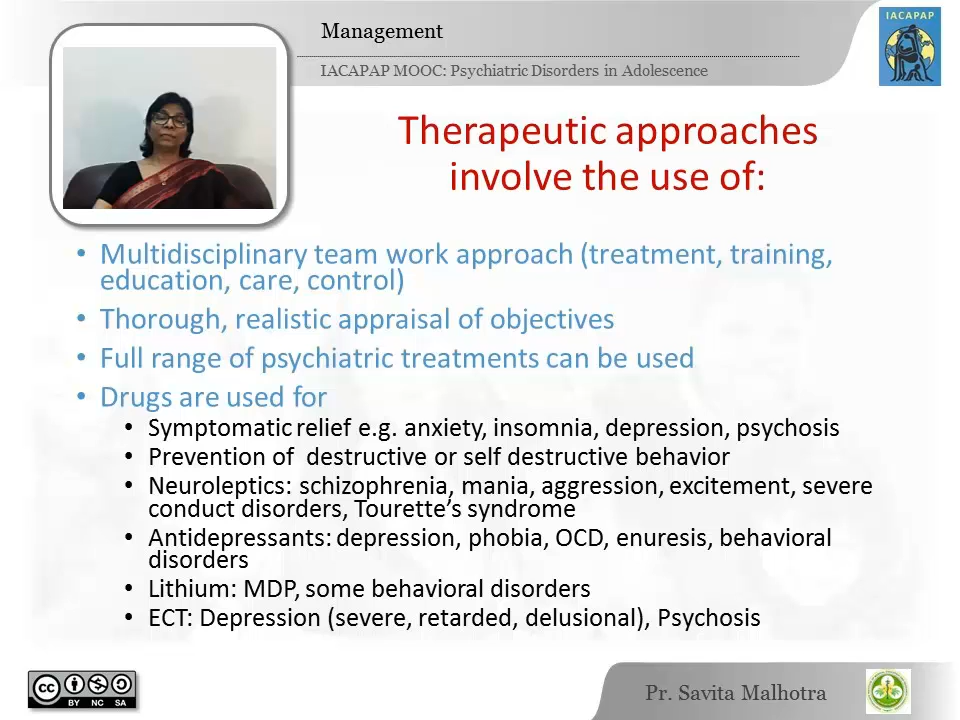 Management
IACAPAP MOOC: Psychiatric Disorders in Adolescence
IACAPAP
Therapeutic approaches
involve the use of:
• Multidisciplinary team work approach (treatment, training,
education, care, control)
• Thorough, realistic appraisal of objectives
• Full range of psychiatric treatments can be used
• Drugs are used for
• Symptomatic relief e.g. anxiety, insomnia, depression, psychosis
• Prevention of destructive or self destructive behavior
• Neuroleptics: schizophrenia, mania, aggression, excitement, severe
conduct disorders, Tourette’s syndrome
• Antidepressants: depression, phobia, OCD, enuresis, behavioral
disorders
• Lithium: MDP, some behavioral disorders
• ECT: Depression (severe, retarded, delusional), Psychosis
cc
BY NC SA
Pr. Savita Malhotra